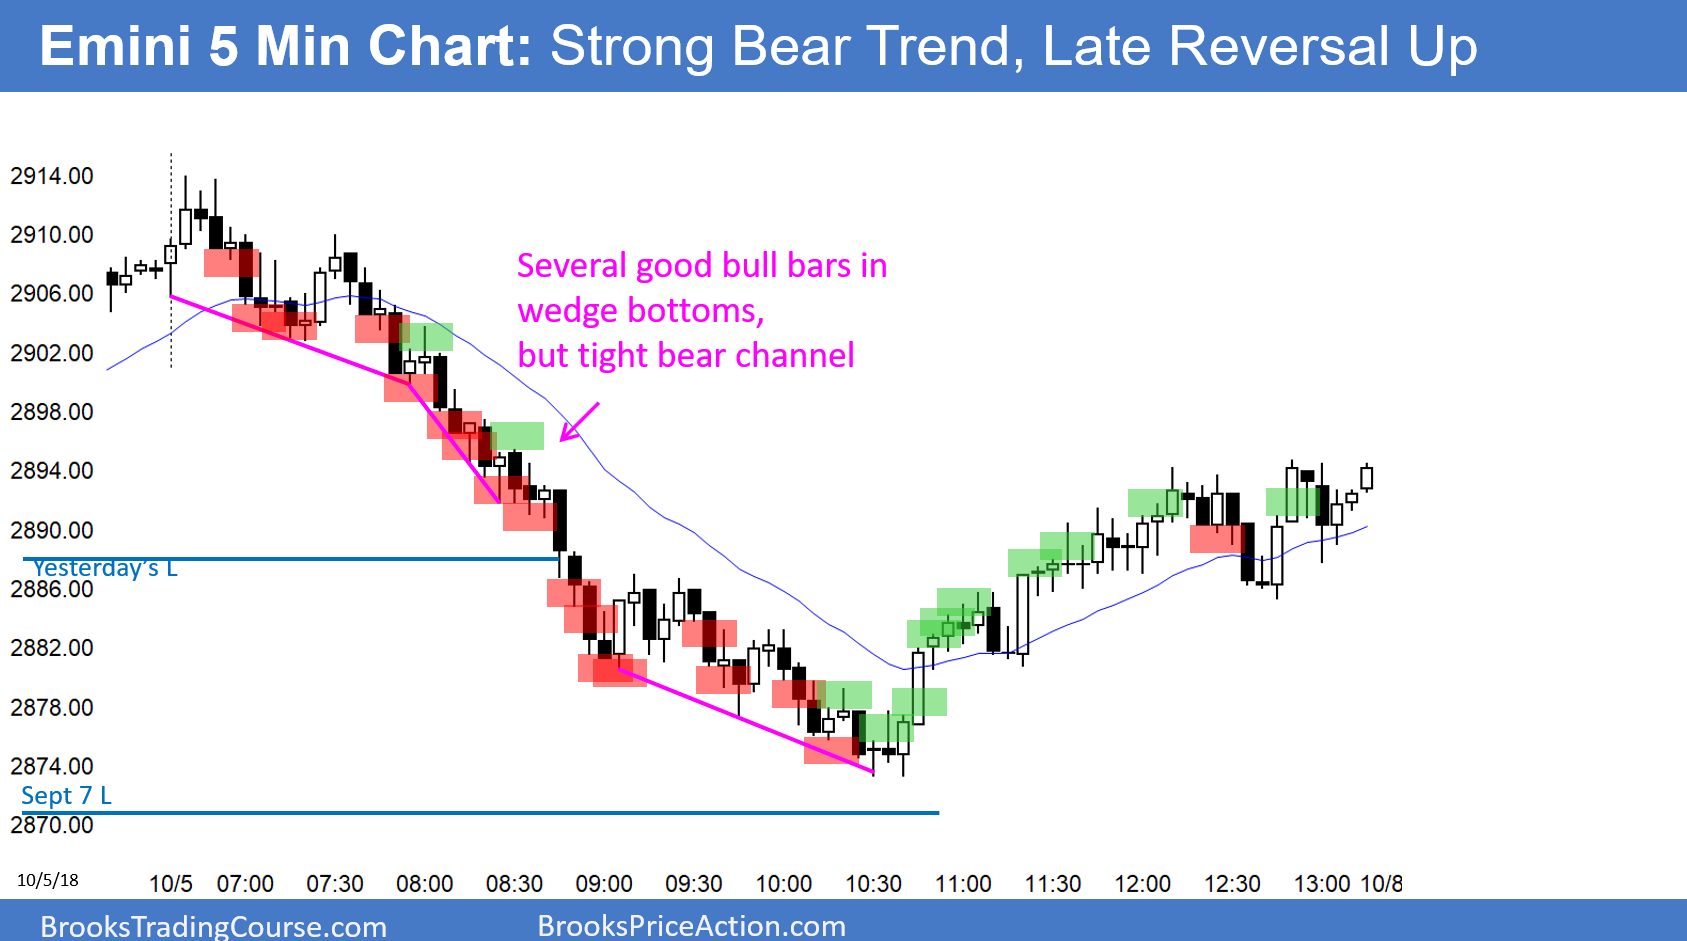 Emini 5 Min Chart: Strong Bear Trend, Late Reversal Up
2914.00
2910.00
2906.00
2902.00
2898.00
2894.00
2890.00
2886.00
2882.00
2878.00
2874.00
2870.00
Several good bull bars in
wedge bottoms,
but tight bear channel
Yesterday's L
Sept 7 L
10/5/18
10/5 07:00 07:30 08:00 08:30 09:00 09:30 10:00 10:30 11:00 11:30 12:00 12:30 13:00 10/8
BrooksTradingCourse.com
BrooksPriceAction.com